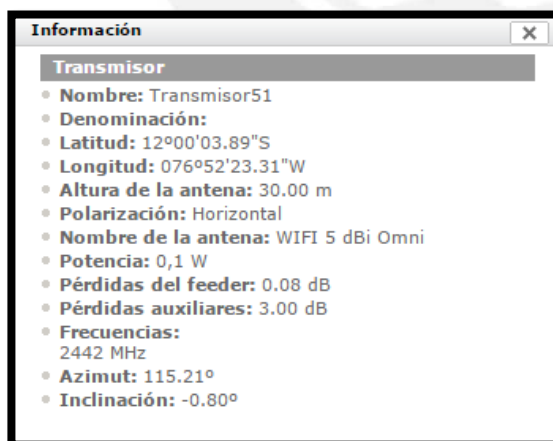 Información
Transmisor
Nombre: Transmisor51
Denominación:
Latitud: 12º00'03.89"S
Longitud: 076º52'23.31"W
Altura de la antena: 30.00 m
Polarización: Horizontal
Nombre de la antena: WIFI 5 dBi Omni
Potencia: 0,1 W
Pérdidas del feeder: 0.08 dB
Pérdidas auxiliares: 3.00 dB
Frecuencias:
2442 MHz
Azimut: 115.21º
Inclinación: -0.80º